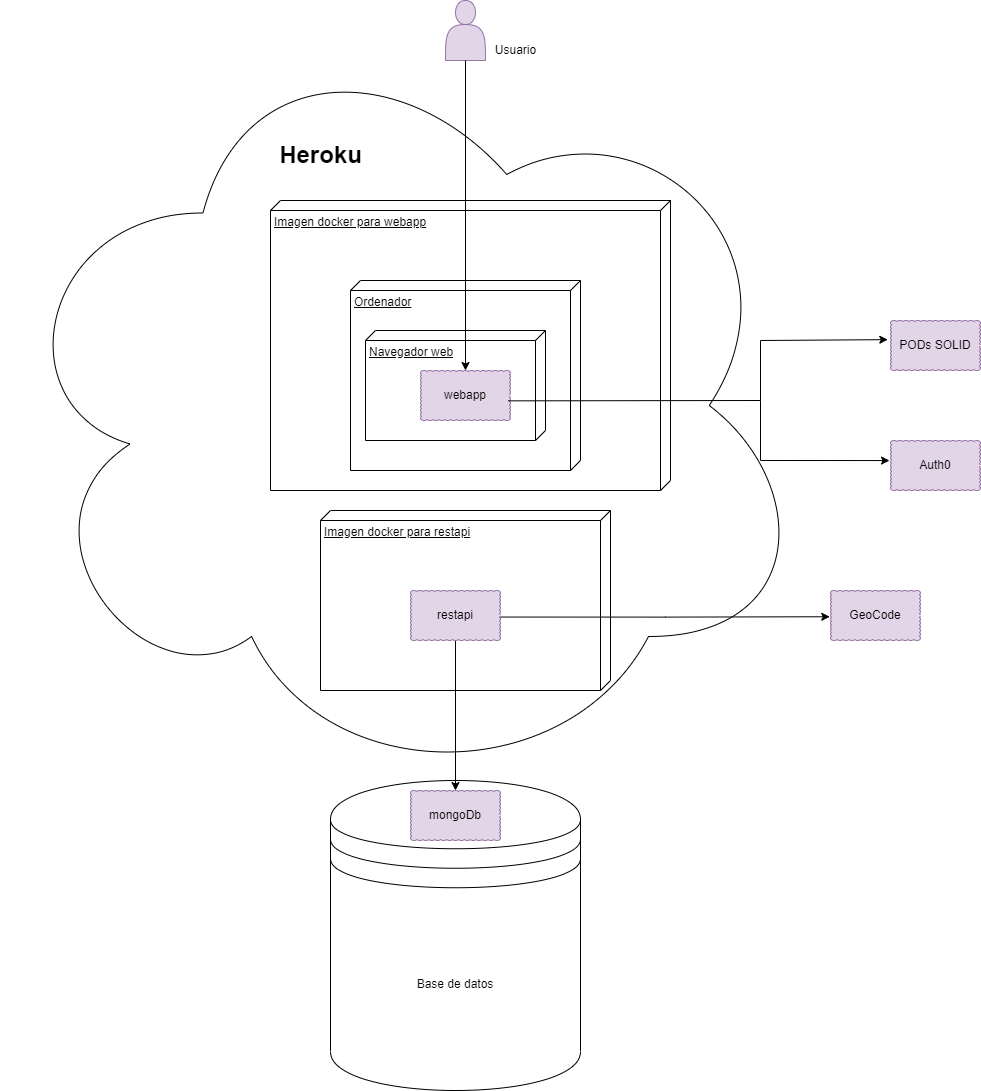 Usuario
Heroku
Imagen docker para webapp
Ordenador
Navegador web
webapp
PODs SOLID
Auth0
Imagen docker para restapi
restapi
GeoCode
mongoDb
Base de datos